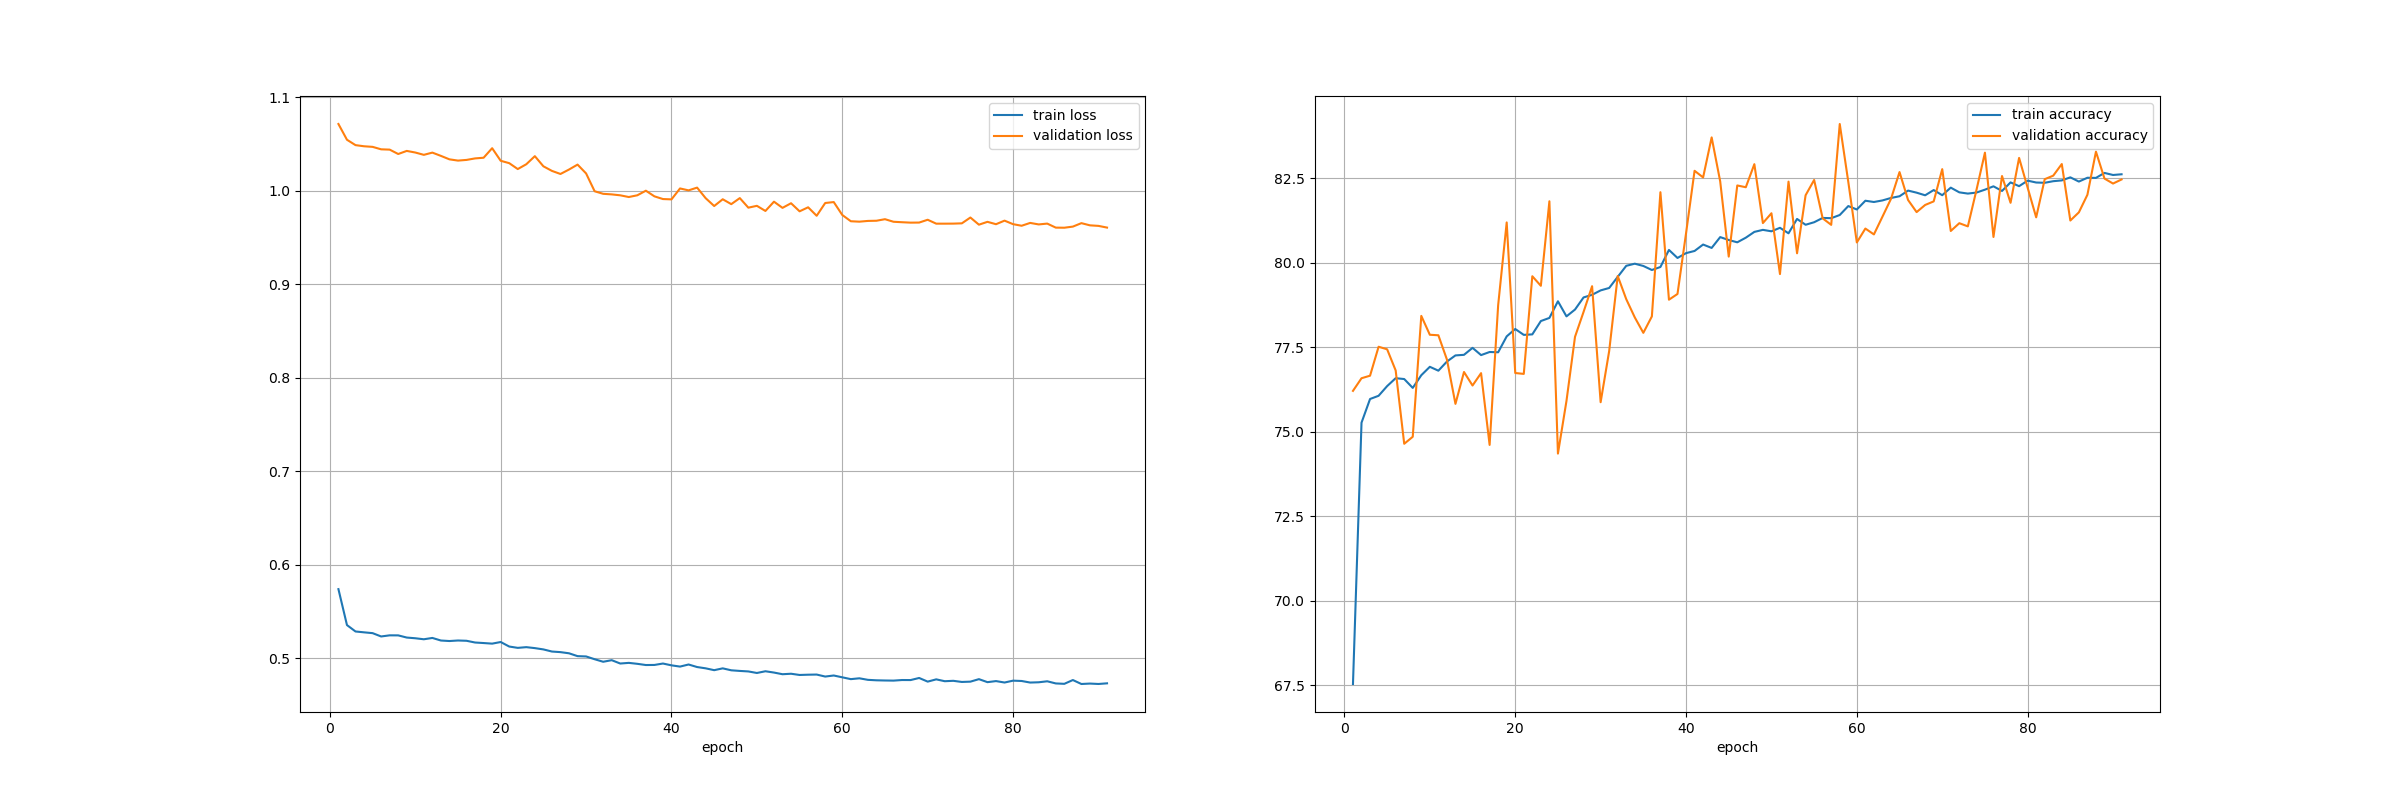 1.1
1.0
0.9
0.8
0.7
0.6
0.5
0 20 40 60 80
epoch
train loss
validation loss
82.5
80.0
77.5
75.0
72.5
70.0
67.5
0 20 40 60 80
epoch
train accuracy
validation accuracy